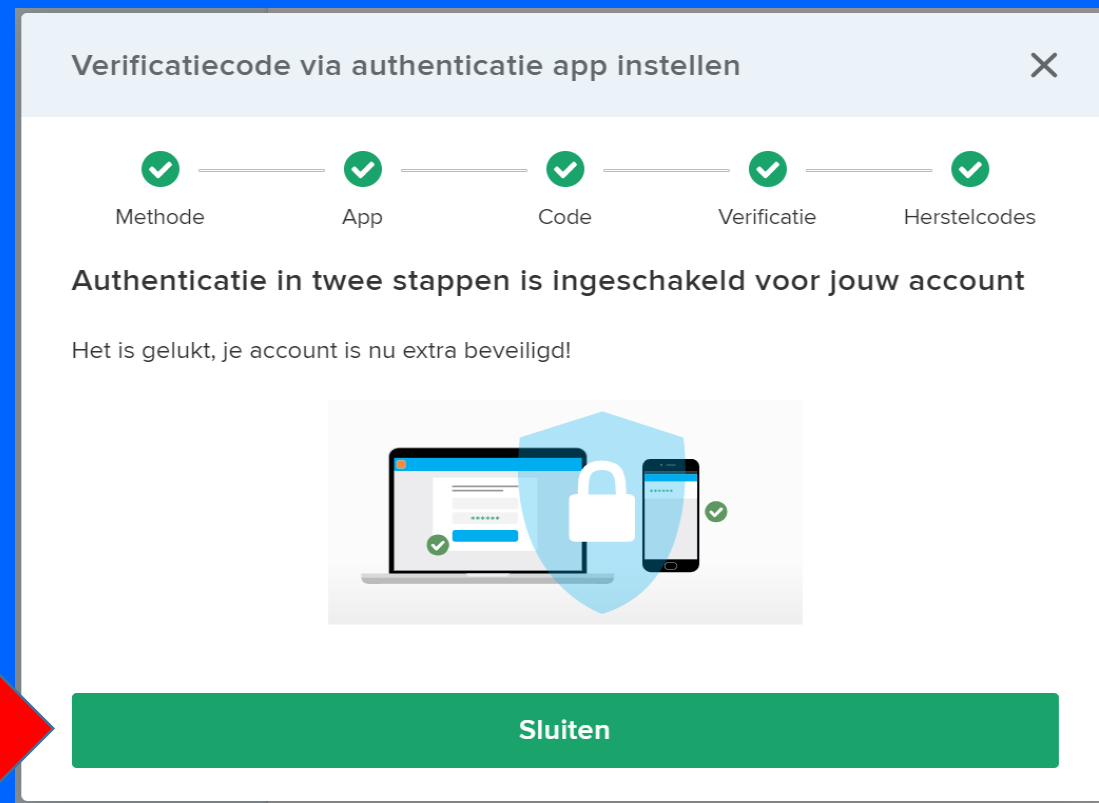 Verificatiecode via authenticatie app instellen
Methode App Code Verificatie Herstelcodes
Authenticatie in twee stappen is ingeschakeld voor jouw account
Het is gelukt, je account is nu extra beveiligd!
Sluiten